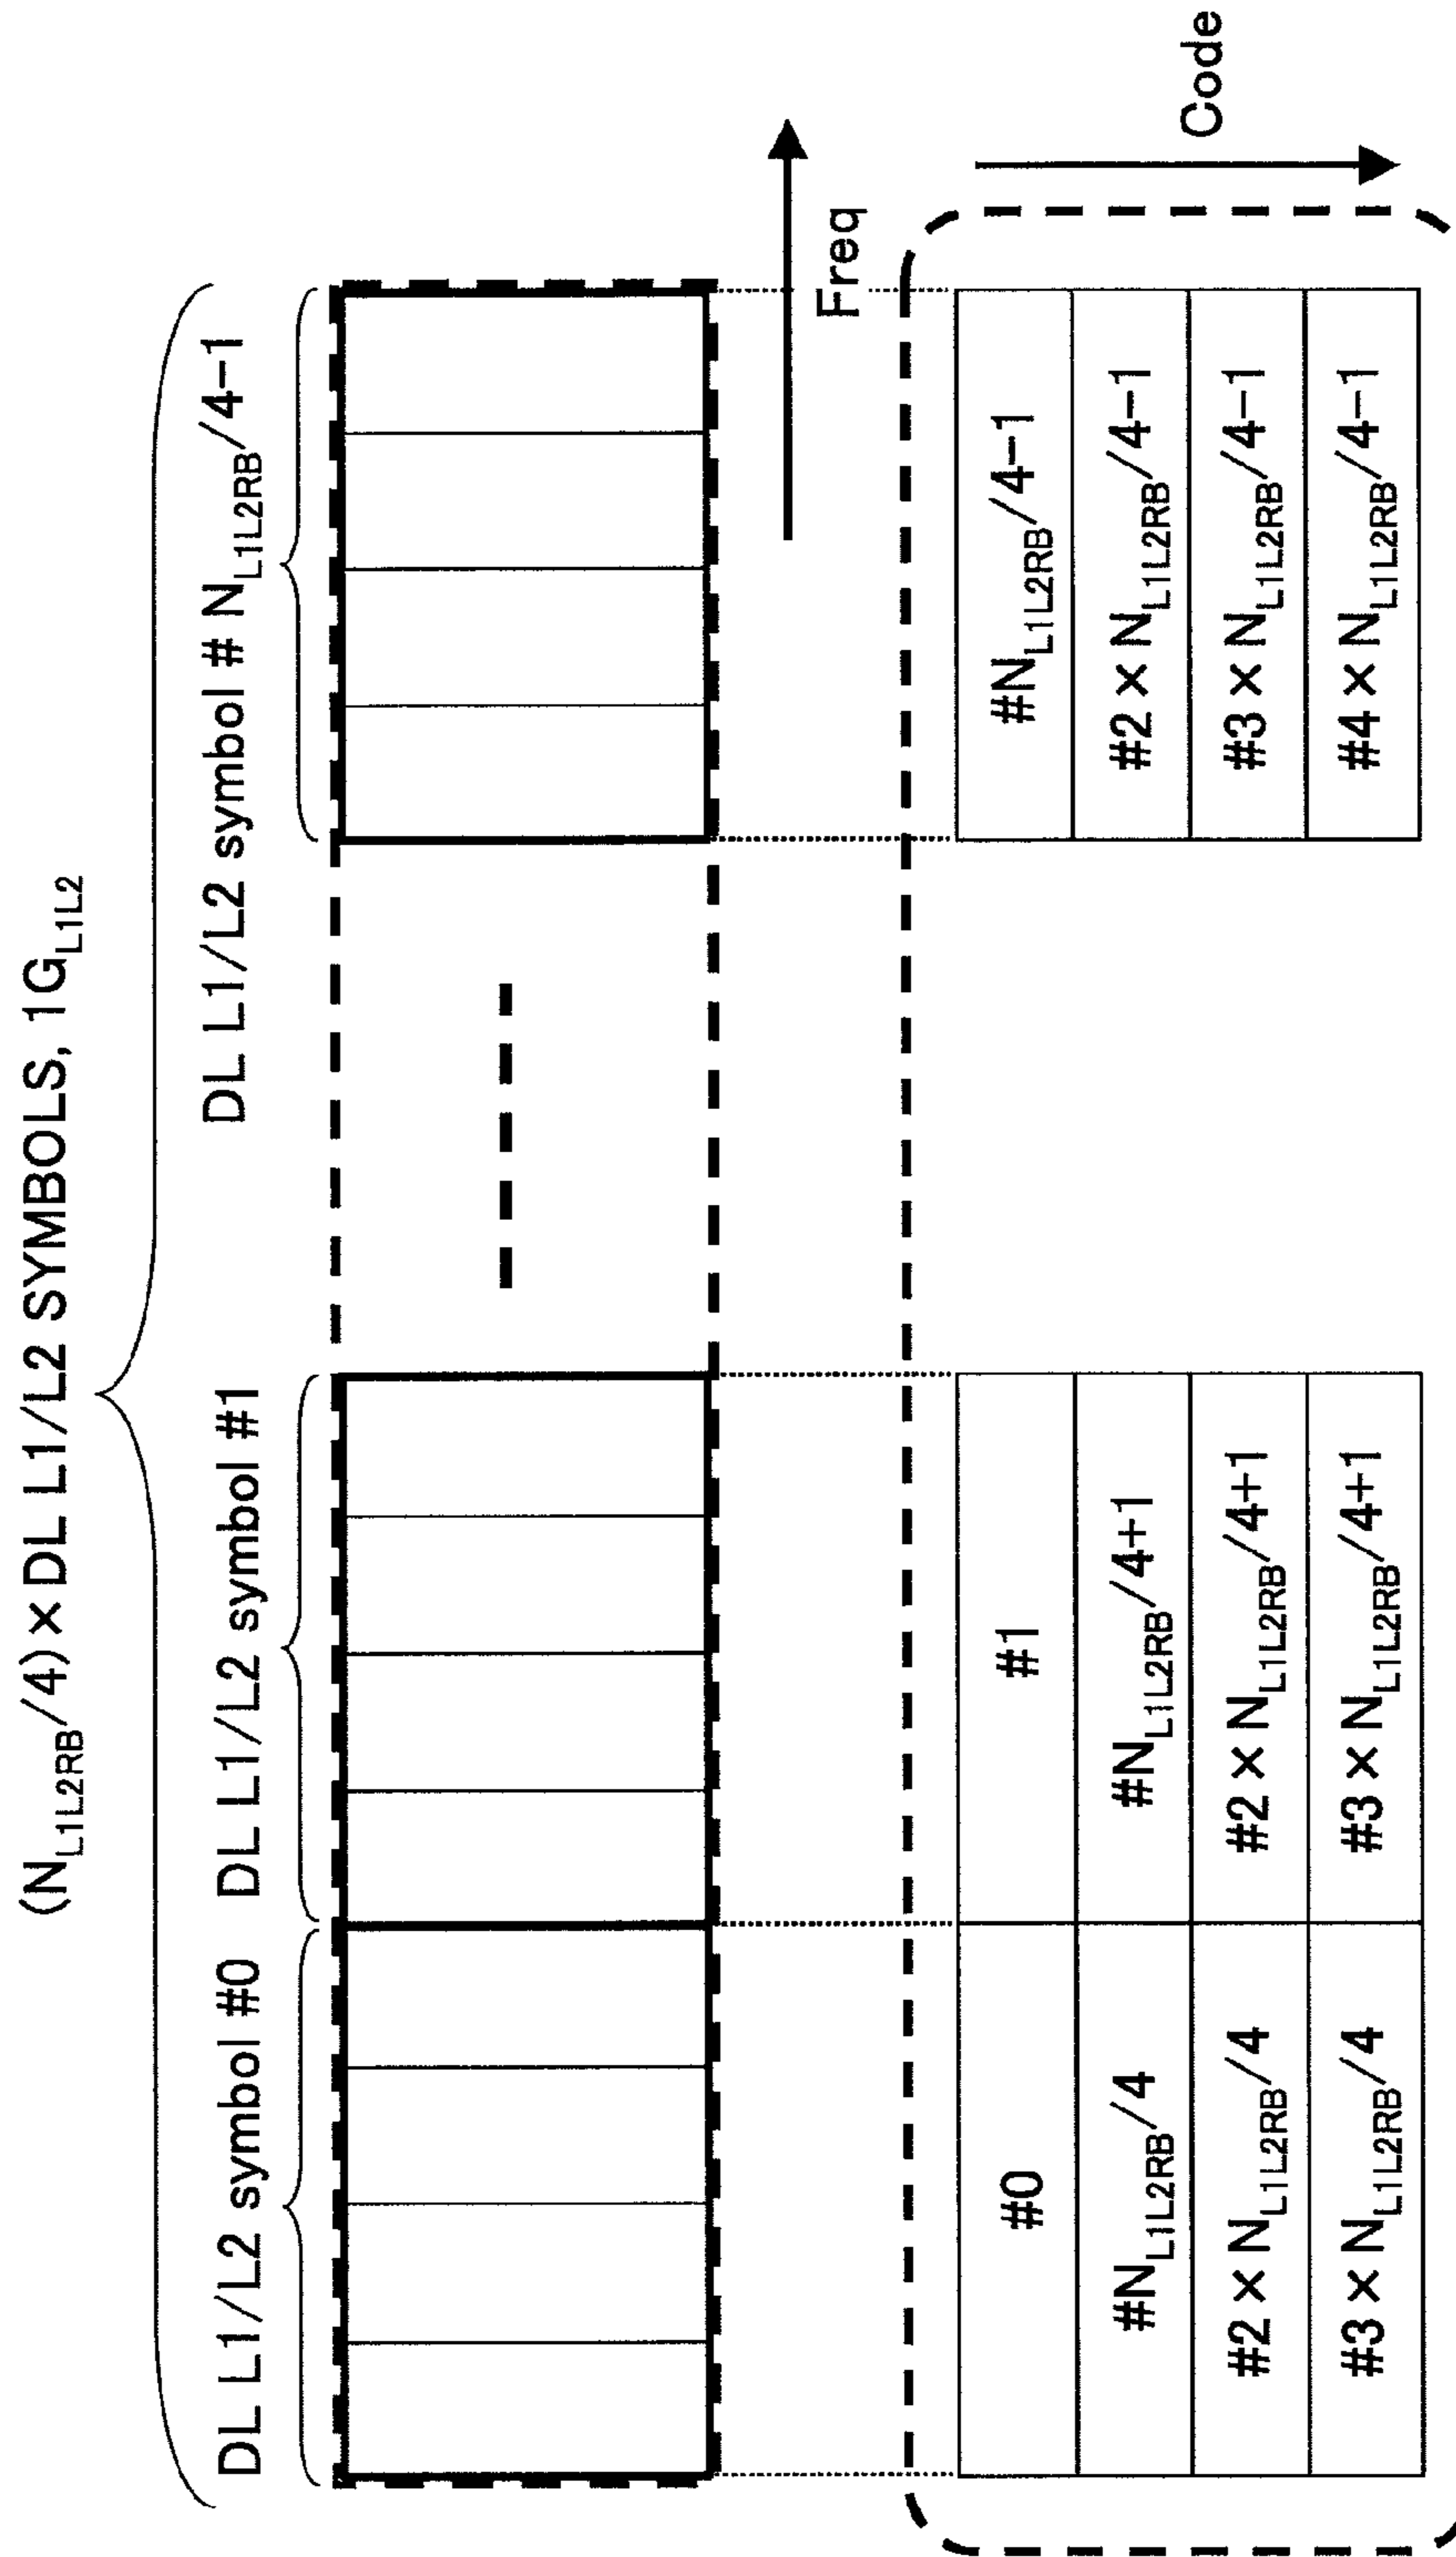 (N_L1L2RB/4)×DL L1/L2 SYMBOLS, 1G_L1L2
DL L1/L2 symbol #0
DL L1/L2 symbol #1
DL L1/L2 symbol # N_L1L2RB/4−1
Freq
Code
#0
#1
#N_L1L2RB/4−1
#N_L1L2RB/4
#N_L1L2RB/4+1
#2 × N_L1L2RB/4−1
#2 × N_L1L2RB/4
#2 × N_L1L2RB/4+1
#3 × N_L1L2RB/4−1
#3 × N_L1L2RB/4
#3 × N_L1L2RB/4+1
#4 × N_L1L2RB/4−1